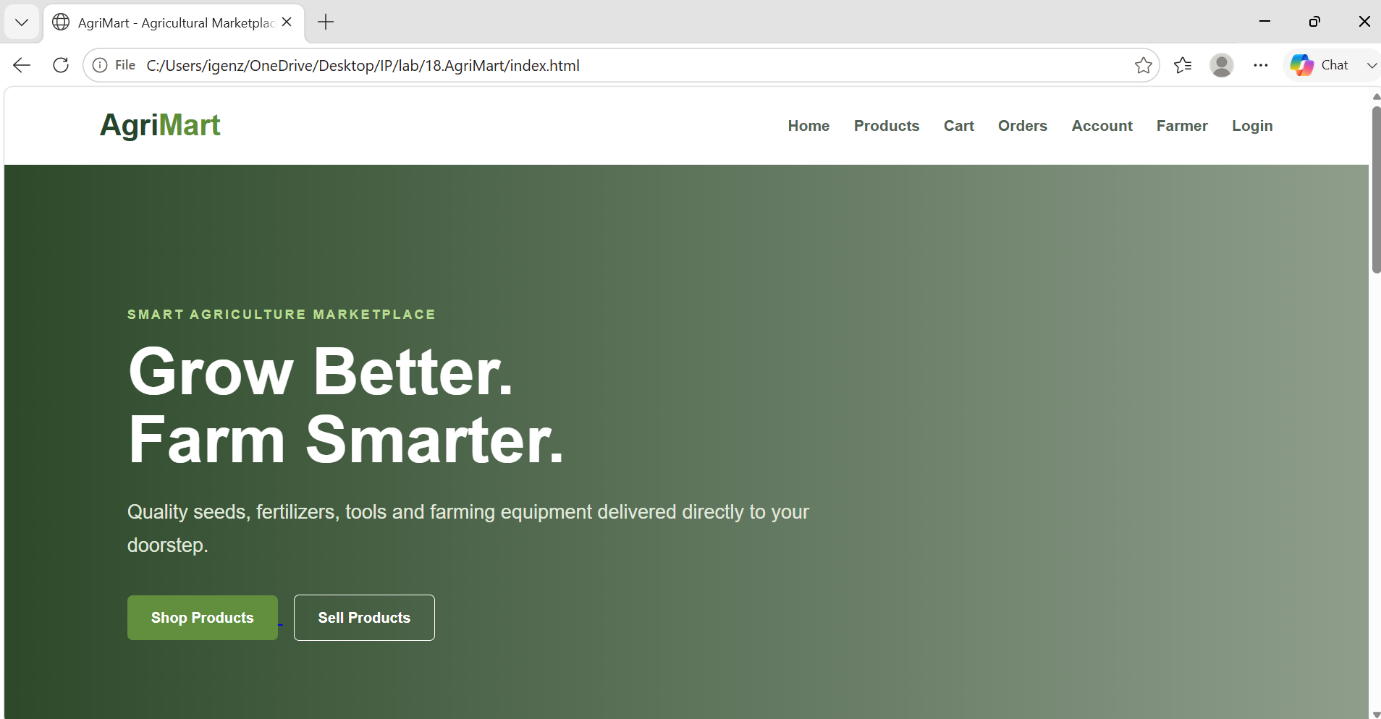 AgriMart - Agricultural Marketplac
File C:/Users/igenz/OneDrive/Desktop/IP/lab/18.AgriMart/index.html
Chat
AgriMart
Home Products Cart Orders Account Farmer Login
SMART AGRICULTURE MARKETPLACE
Grow Better.
Farm Smarter.
Quality seeds, fertilizers, tools and farming equipment delivered directly to your
doorstep.
Shop Products Sell Products